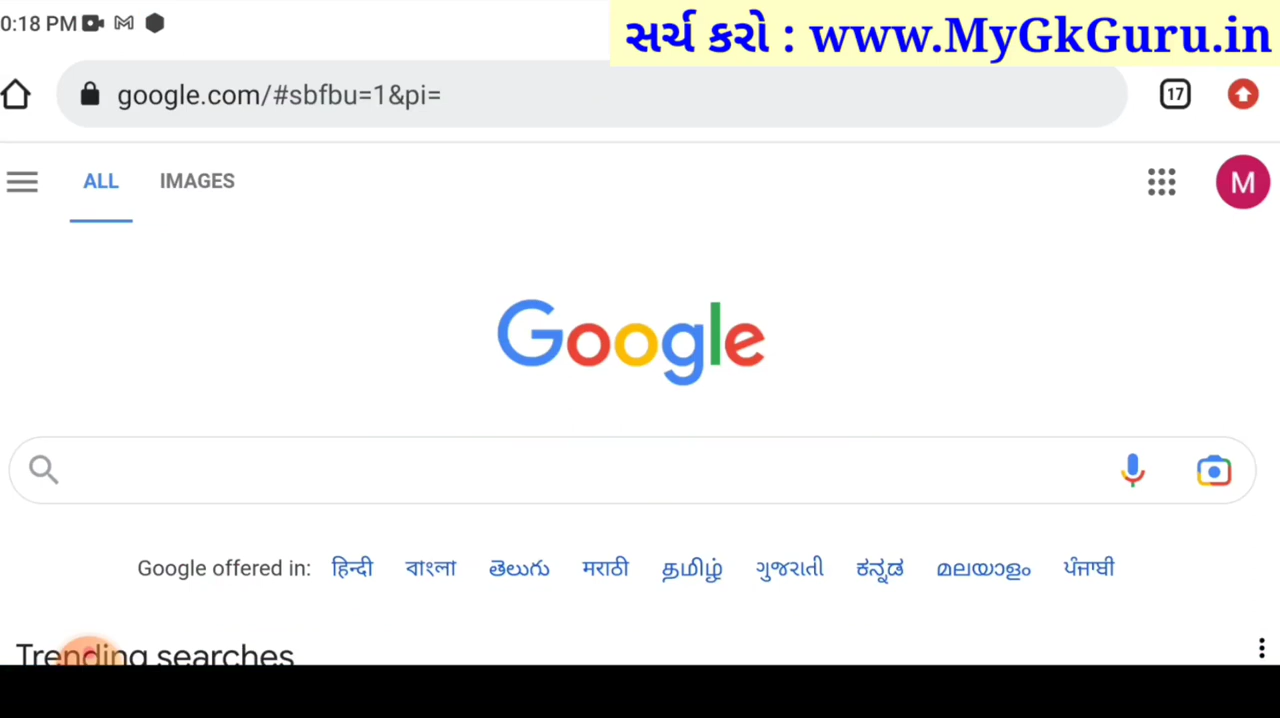 0:18 PM
સર્ચ કરો : www.MyGkGuru.in
google.com/#sbfbu=1&pi=
17
ALL IMAGES
M
Google
Google offered in: हिन्दी বাংলা తెలుగు मराठी தமிழ் ગુજરાતી ಕನ್ನಡ മലയാളം ਪੰਜਾਬੀ
Trending searches